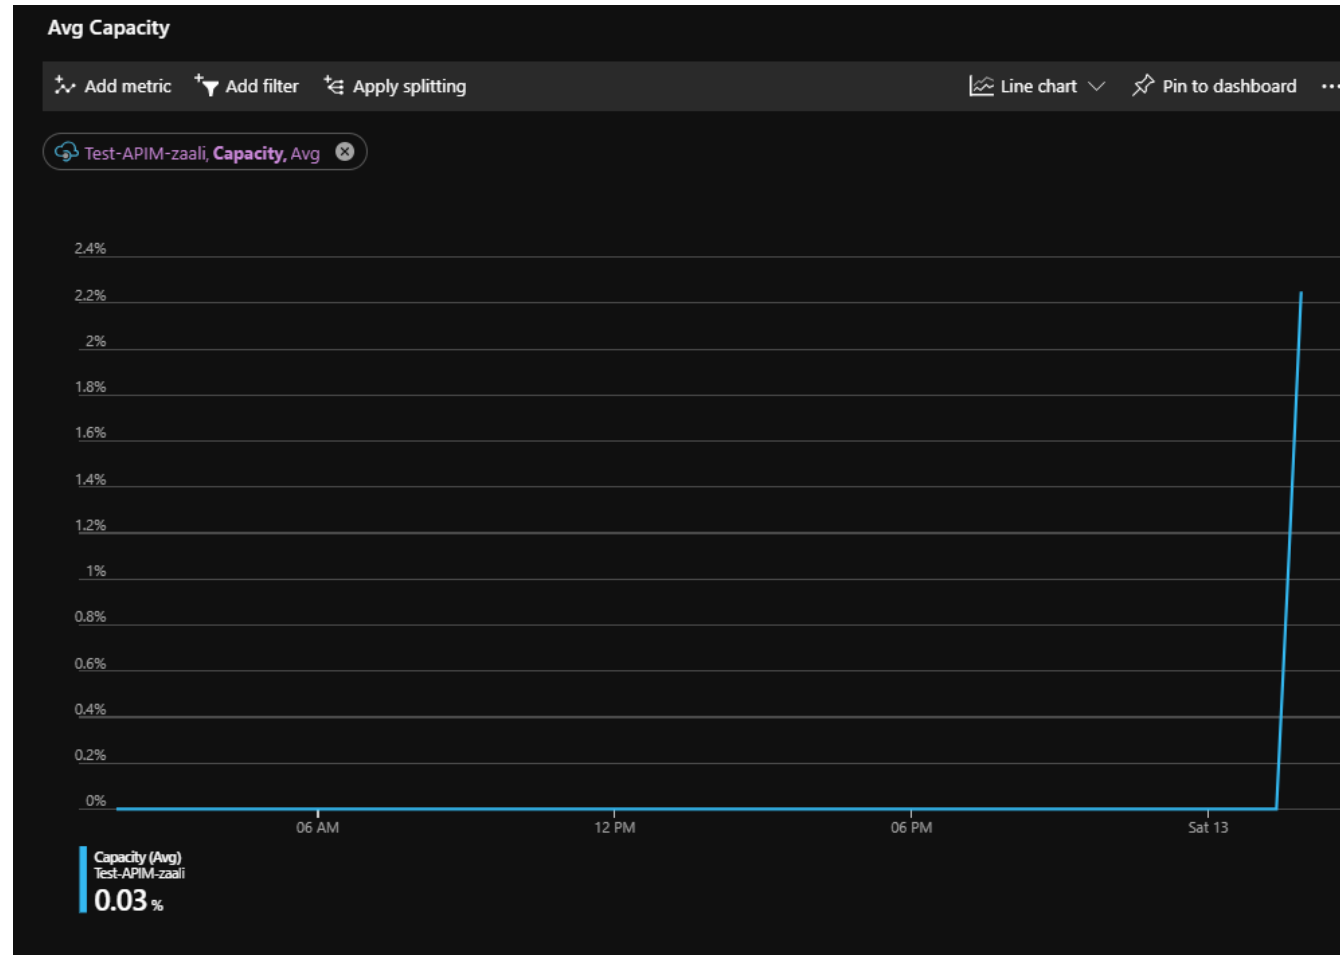 Avg Capacity
Add metric Add filter Apply splitting Line chart Pin to dashboard ...
Test-APIM-zaali, Capacity, Avg
2.4%
2.2%
2%
1.8%
1.6%
1.4%
1.2%
1%
0.8%
0.6%
0.4%
0.2%
0%
06 AM 12 PM 06 PM Sat 13
Capacity (Avg)
Test-APIM-zaali
0.03 %